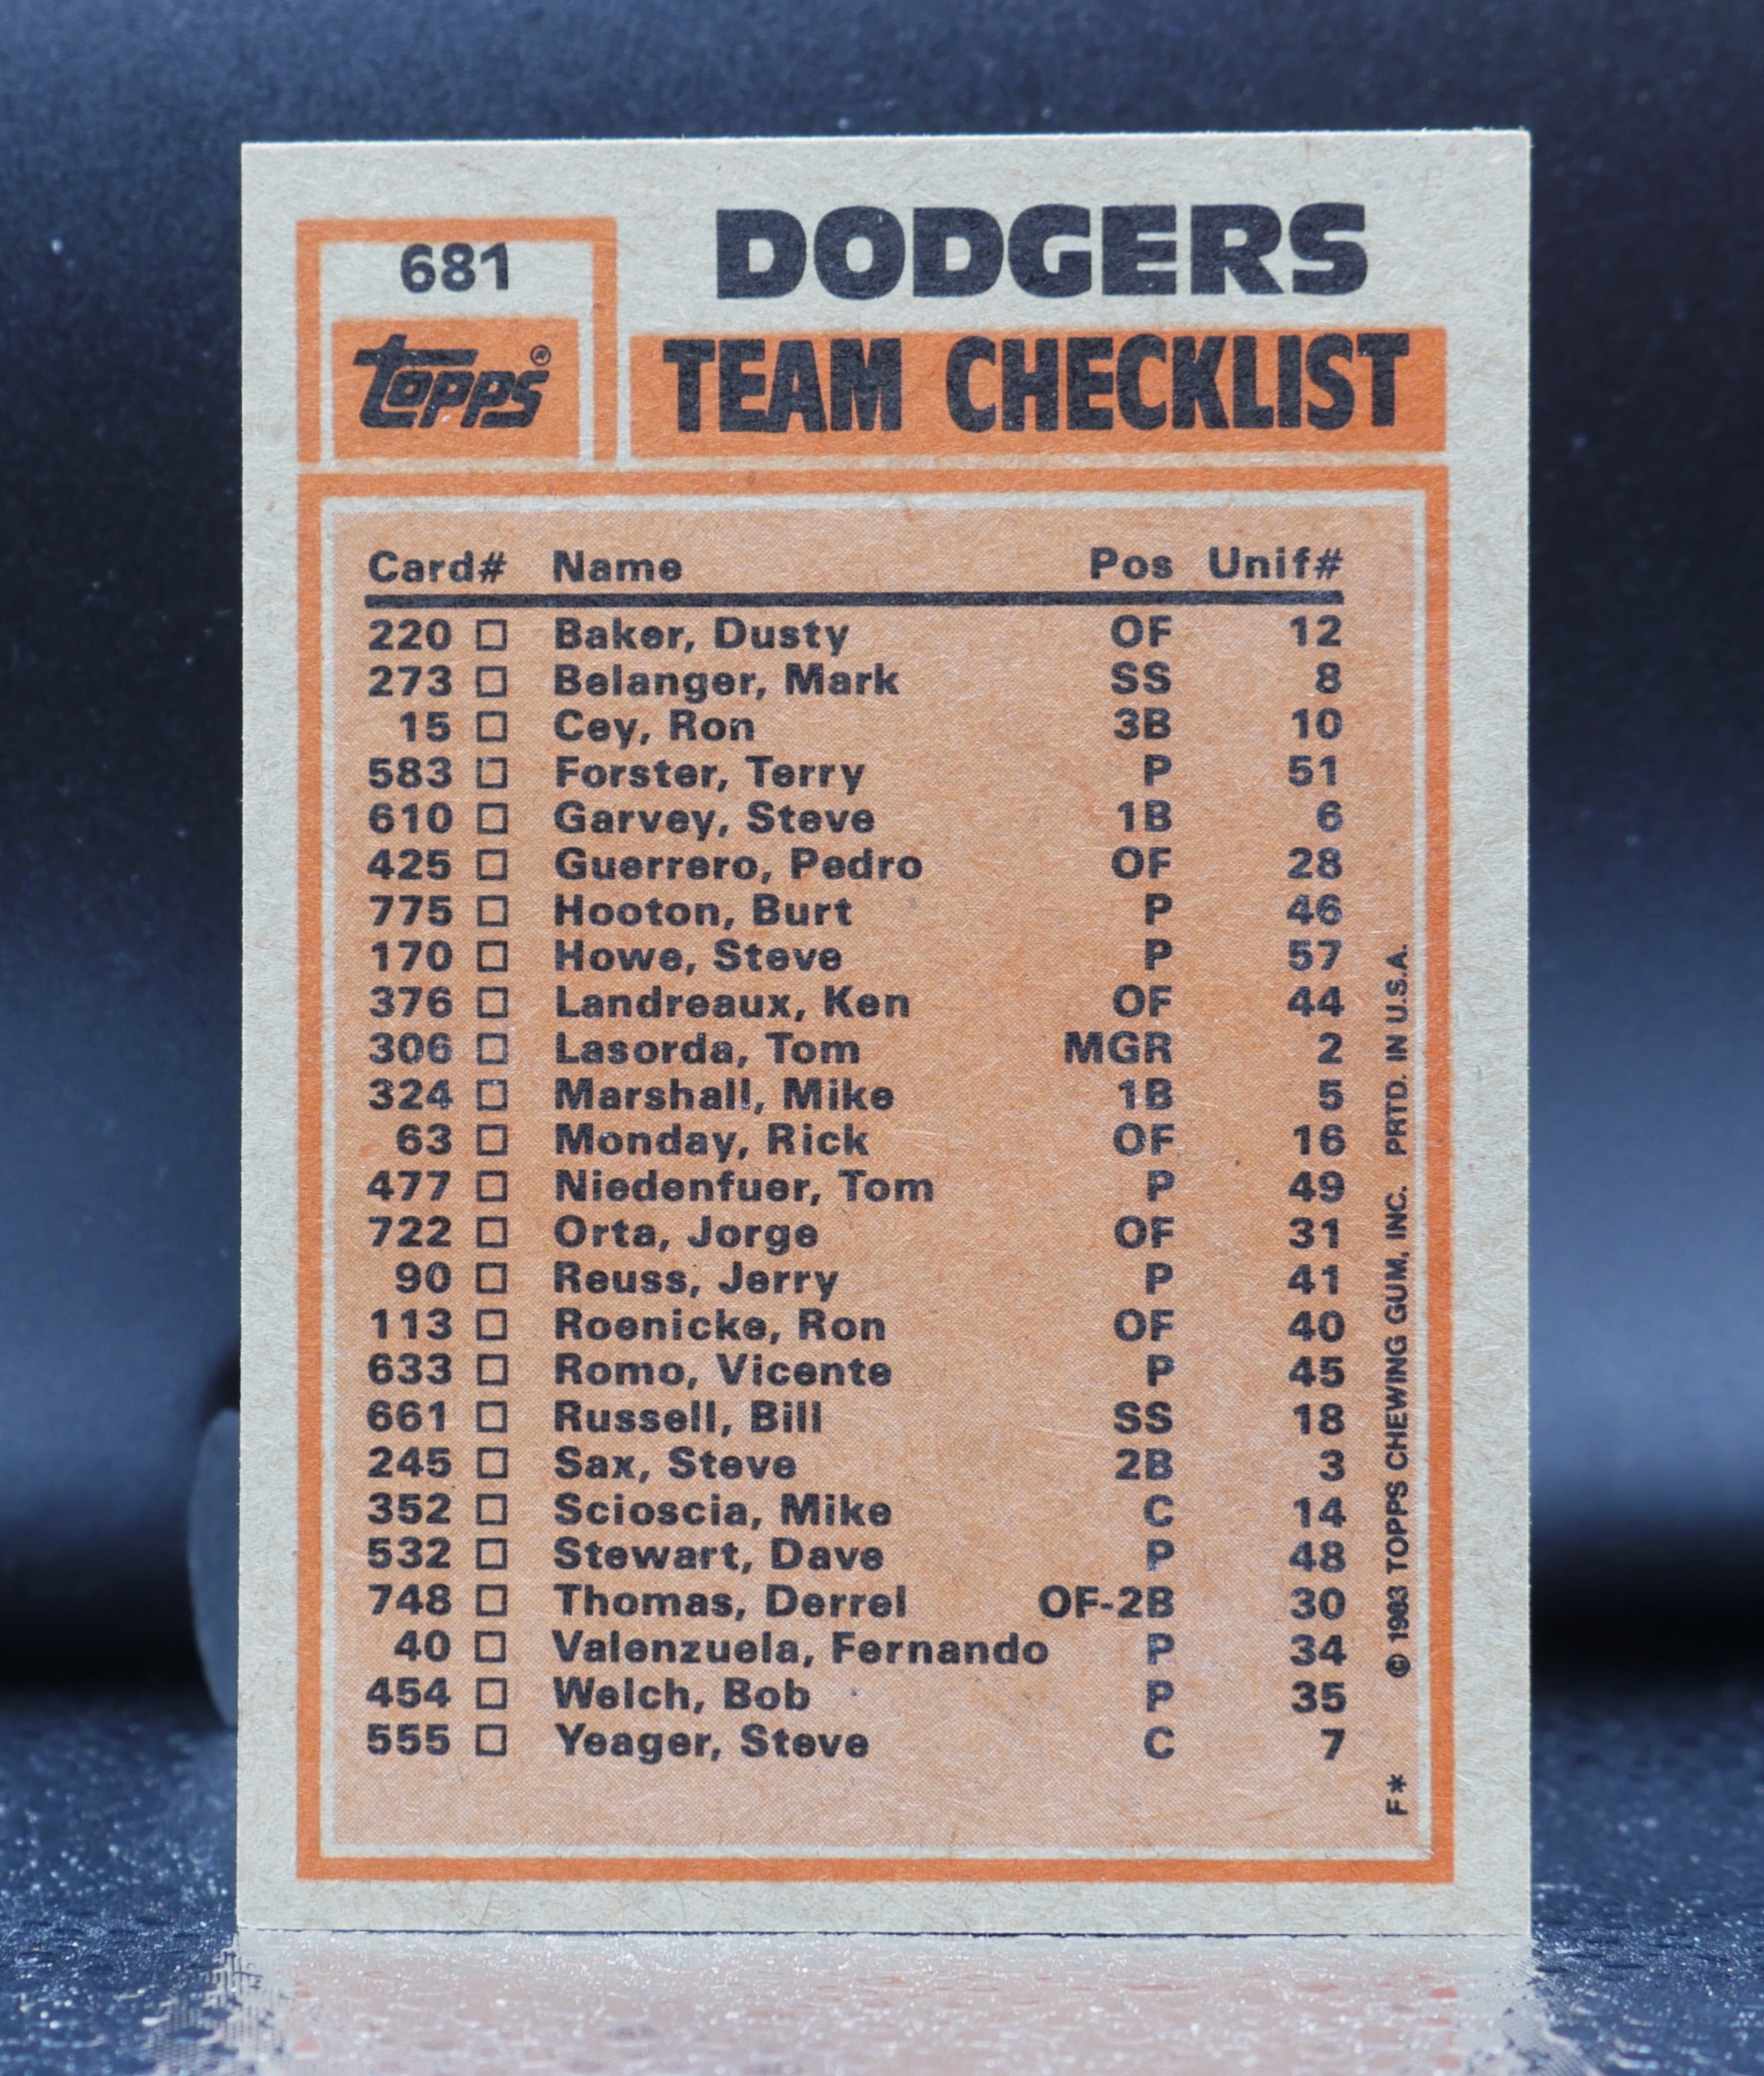 681
DODGERS
Topps®
TEAM CHECKLIST
Card# Name Pos Unif#
220 □ Baker, Dusty OF 12
273 □ Belanger, Mark SS 8
15 □ Cey, Ron 3B 10
583 □ Forster, Terry P 51
610 □ Garvey, Steve 1B 6
425 □ Guerrero, Pedro OF 28
775 □ Hooton, Burt P 46
170 □ Howe, Steve P 57
376 □ Landreaux, Ken OF 44
306 □ Lasorda, Tom MGR 2
324 □ Marshall, Mike 1B 5
63 □ Monday, Rick OF 16
477 □ Niedenfuer, Tom P 49
722 □ Orta, Jorge OF 31
90 □ Reuss, Jerry P 41
113 □ Roenicke, Ron OF 40
633 □ Romo, Vicente P 45
661 □ Russell, Bill SS 18
245 □ Sax, Steve 2B 3
352 □ Scioscia, Mike C 14
532 □ Stewart, Dave P 48
748 □ Thomas, Derrel OF-2B 30
40 □ Valenzuela, Fernando P 34
454 □ Welch, Bob P 35
555 □ Yeager, Steve C 7
F* © 1983 TOPPS CHEWING GUM, INC. PRTD. IN U.S.A.